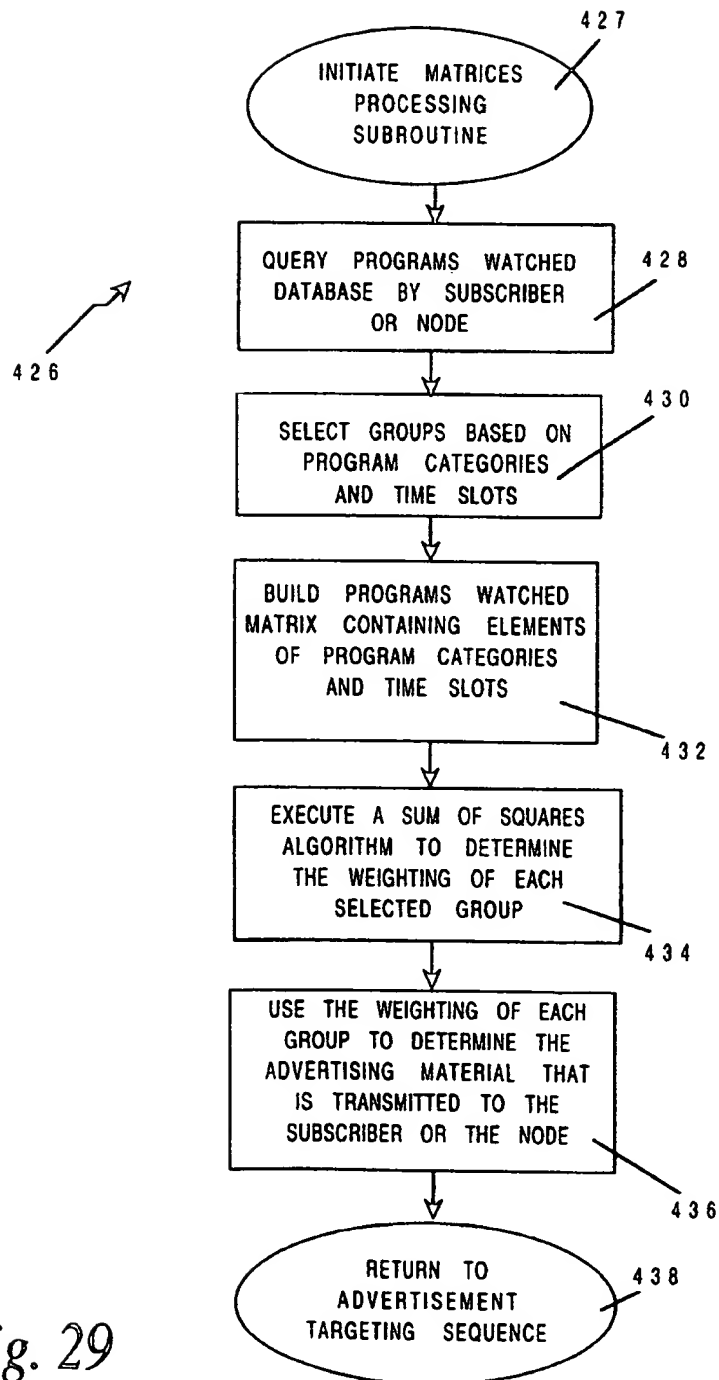 427
INITIATE MATRICES
PROCESSING
SUBROUTINE
QUERY PROGRAMS WATCHED
DATABASE BY SUBSCRIBER
OR NODE
428
426
430
SELECT GROUPS BASED ON
PROGRAM CATEGORIES
AND TIME SLOTS
BUILD PROGRAMS WATCHED
MATRIX CONTAINING ELEMENTS
OF PROGRAM CATEGORIES
AND TIME SLOTS
432
EXECUTE A SUM OF SQUARES
ALGORITHM TO DETERMINE
THE WEIGHTING OF EACH
SELECTED GROUP
434
USE THE WEIGHTING OF EACH
GROUP TO DETERMINE THE
ADVERTISING MATERIAL THAT
IS TRANSMITTED TO THE
SUBSCRIBER OR THE NODE
436
RETURN TO
ADVERTISEMENT
TARGETING SEQUENCE
438
g. 29